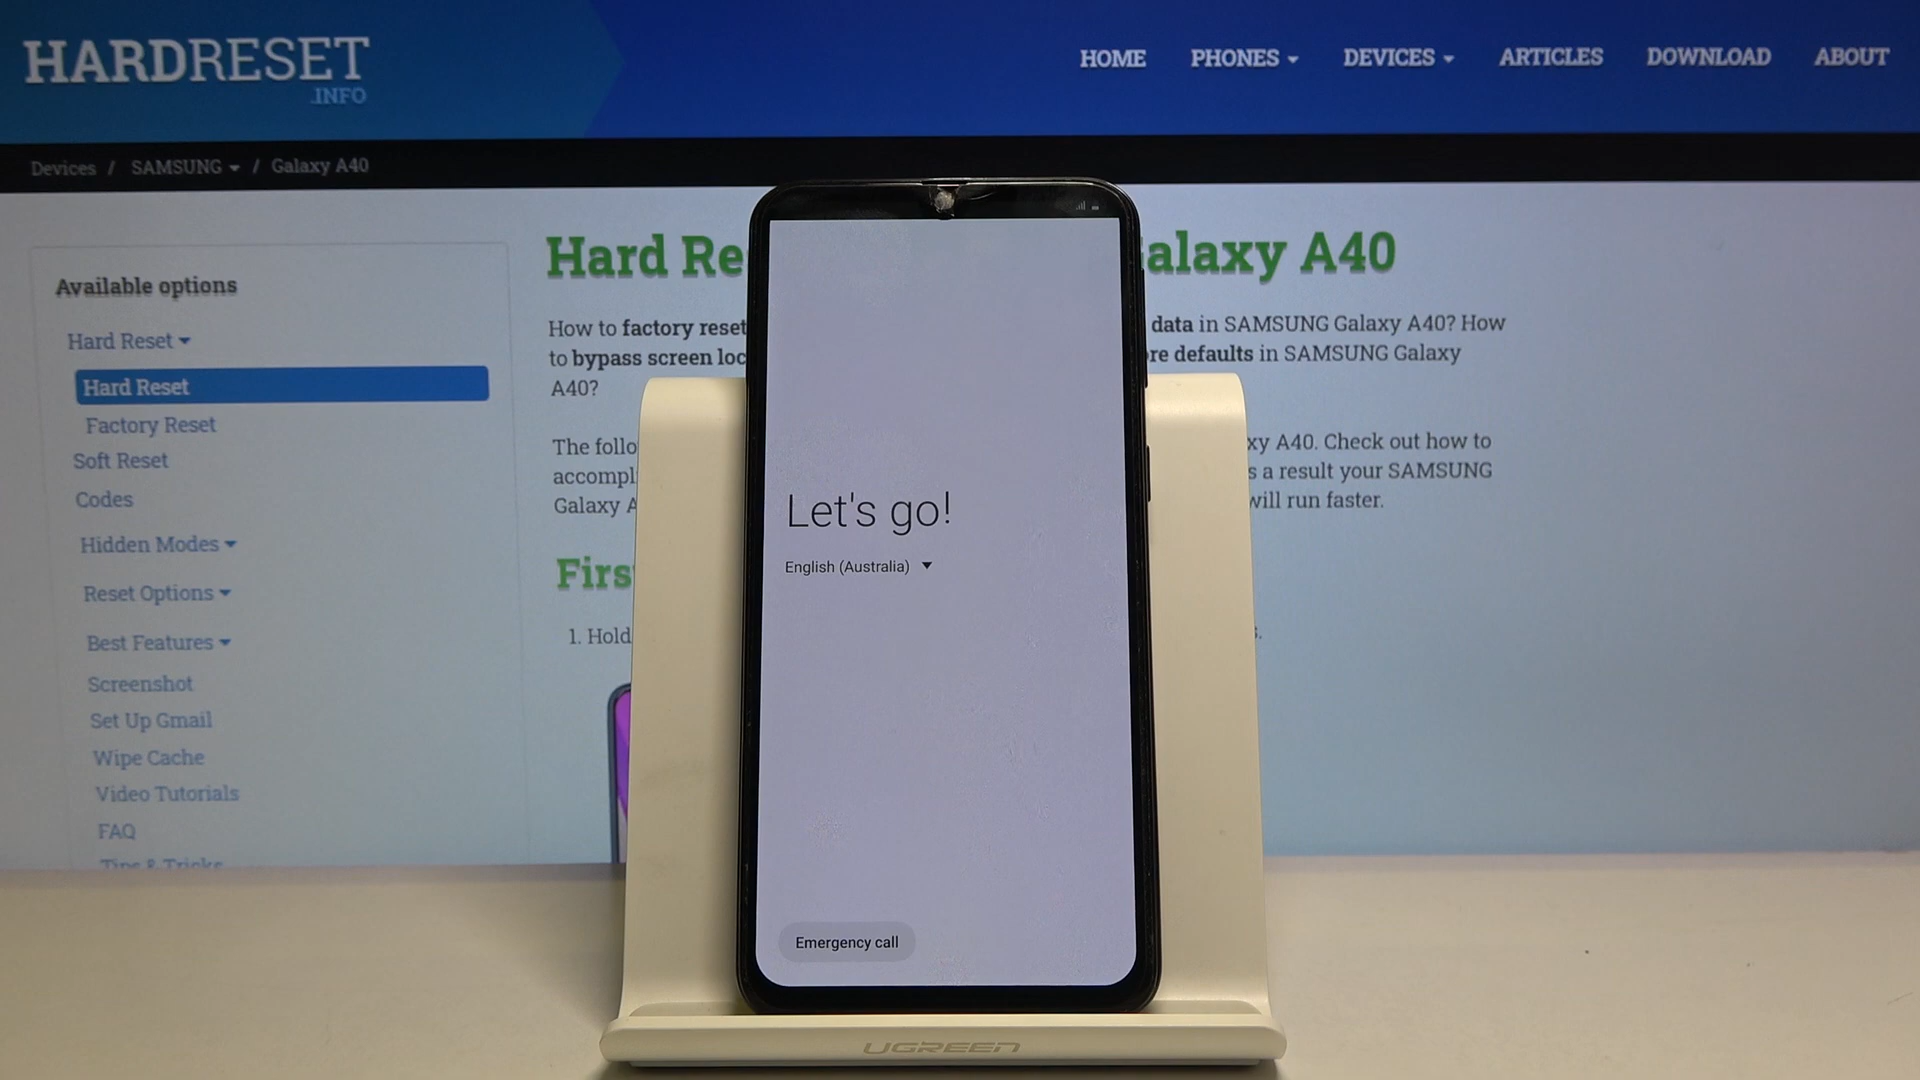 HARDRESET
.INFO
HOME PHONES DEVICES ARTICLES DOWNLOAD ABOUT
Devices / SAMSUNG / Galaxy A40
Available options
Hard Reset
Hard Reset
Factory Reset
Soft Reset
Codes
Hidden Modes
Reset Options
Best Features
Screenshot
Set Up Gmail
Wipe Cache
Video Tutorials
FAQ
Tips & Tricks
Hard Re alaxy A40
How to factory reset data in SAMSUNG Galaxy A40? How
to bypass screen loc re defaults in SAMSUNG Galaxy
A40?
The follo xy A40. Check out how to
accompl s a result your SAMSUNG
Galaxy A will run faster.
Firs
1. Hold
Let's go!
English (Australia)
Emergency call
UGREEN